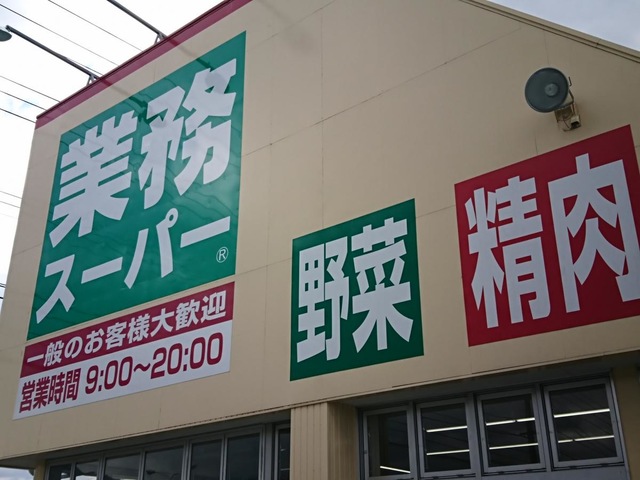 業務
スーパー®
一般のお客様大歓迎
営業時間 9:00～20:00
野菜
精肉